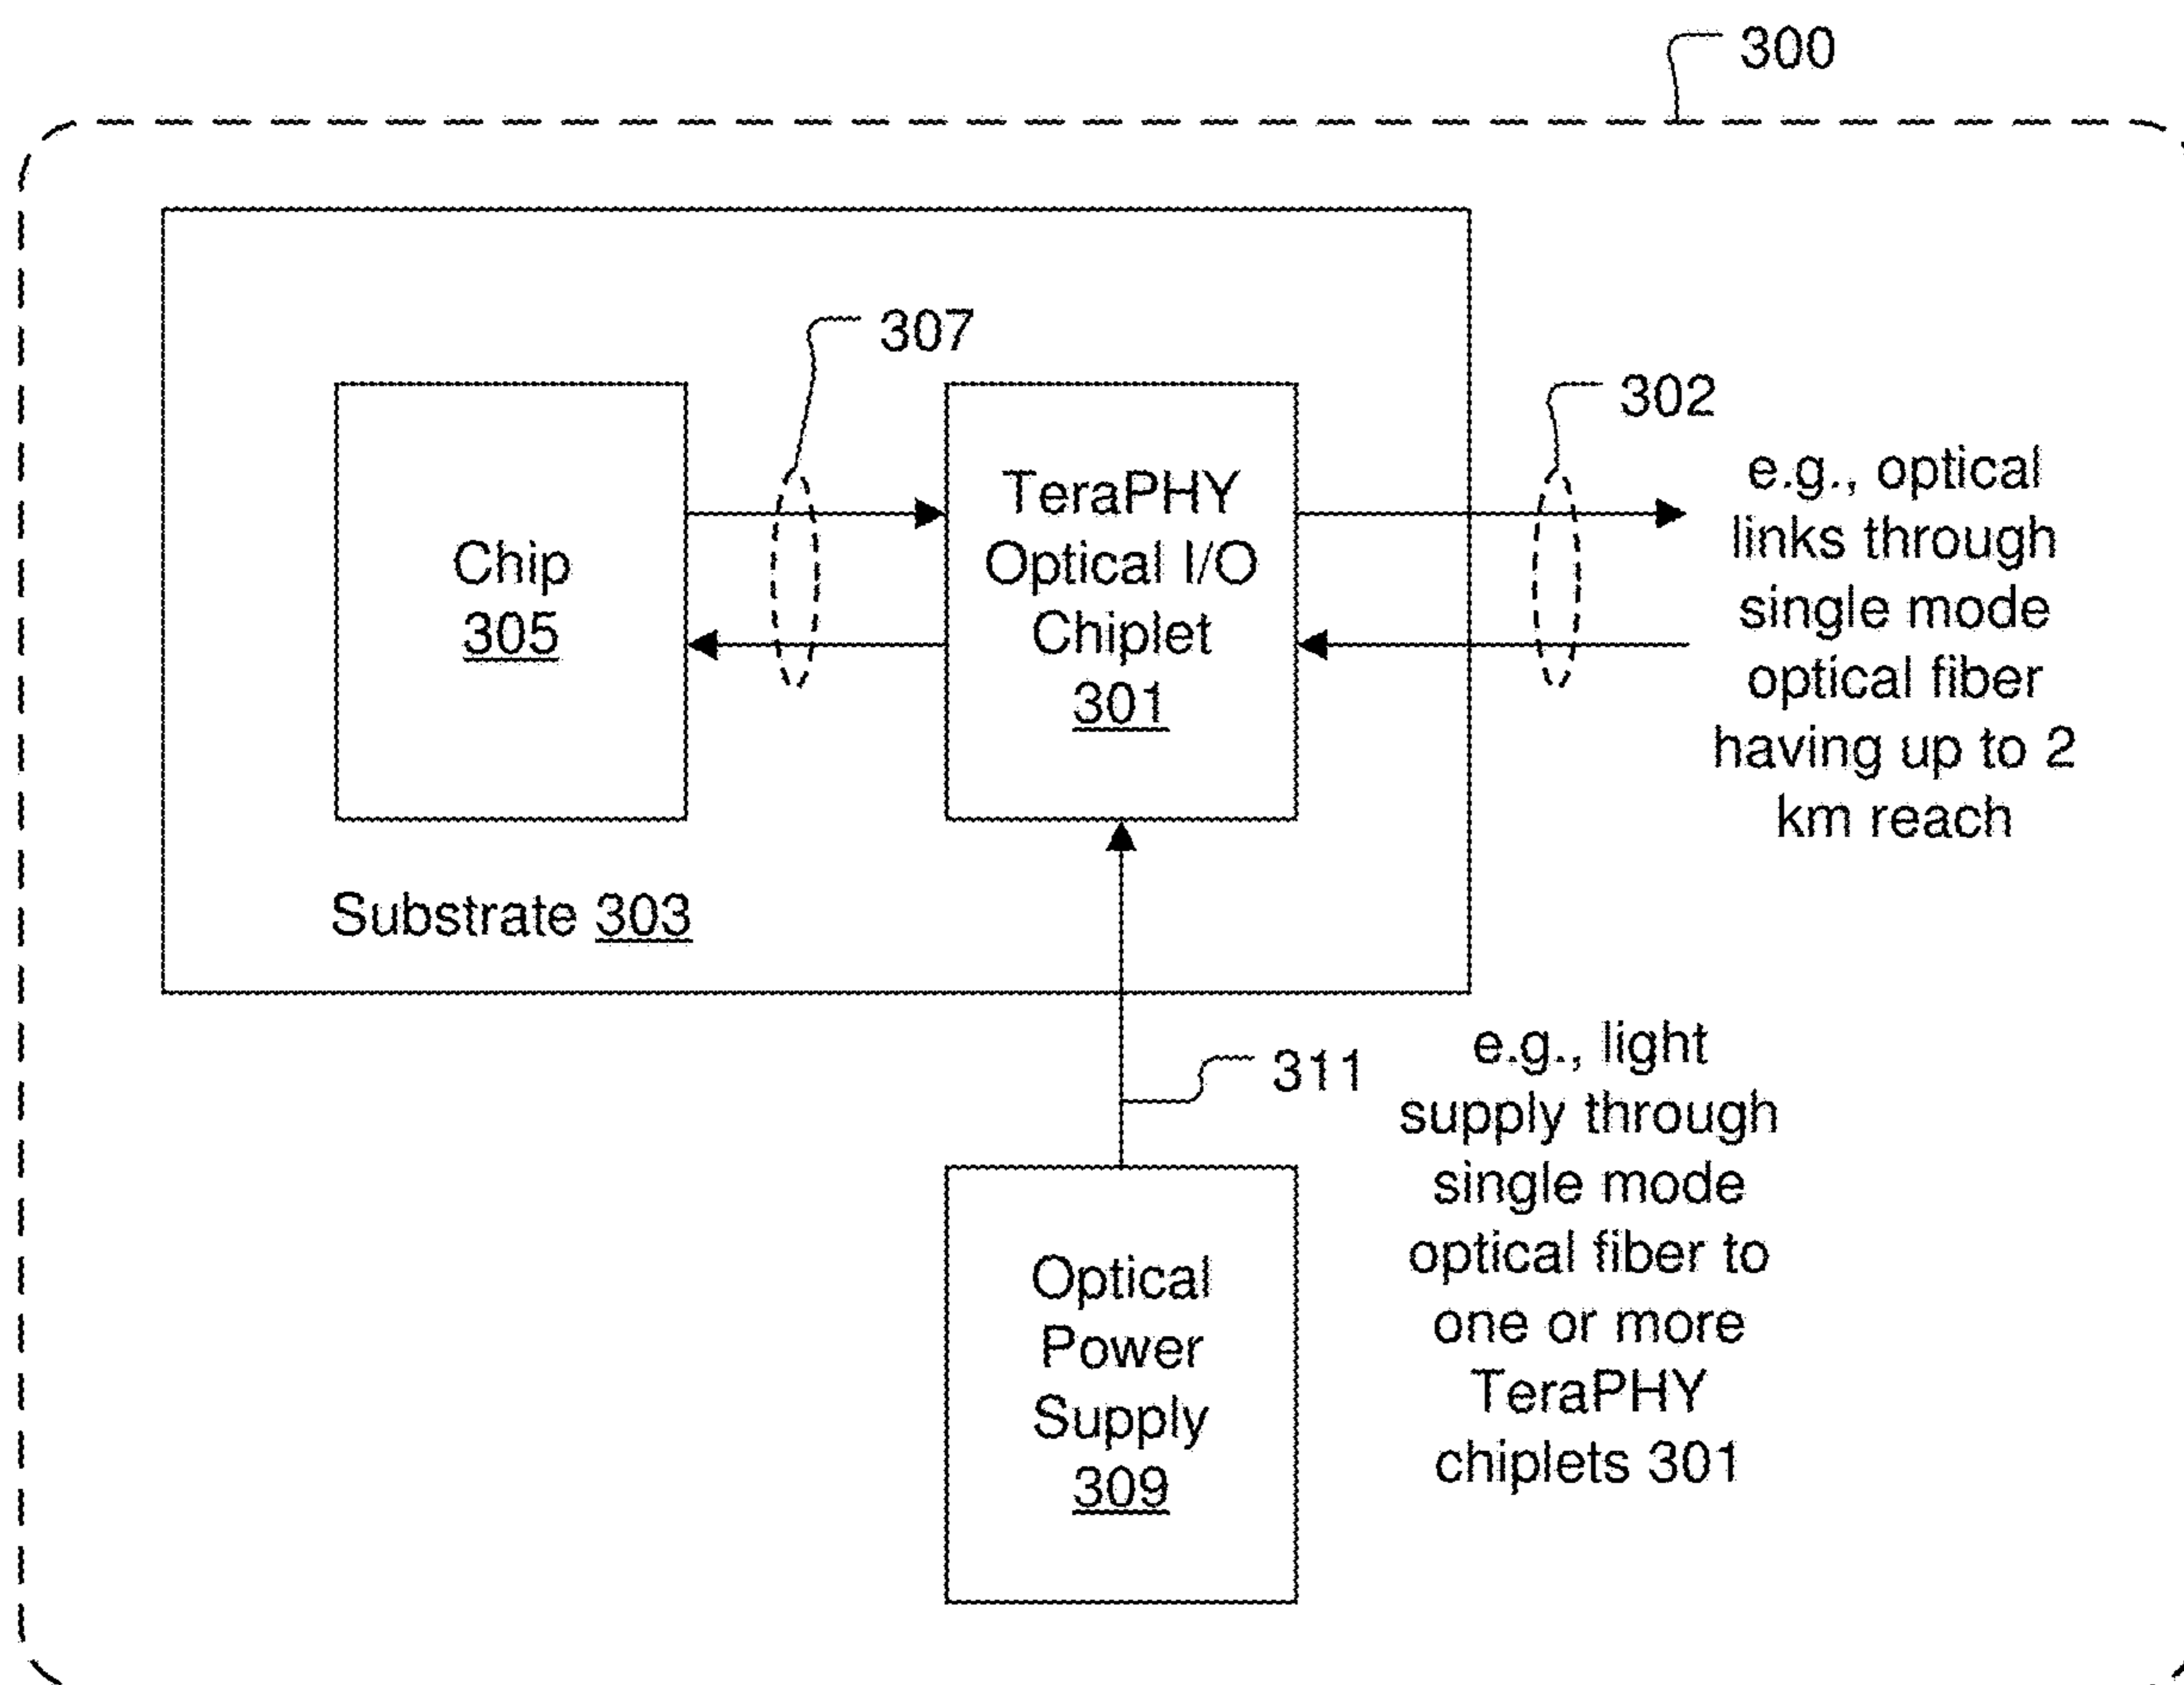 300
307
302
Chip
305
TeraPHY
Optical I/O
Chiplet
301
e.g., optical
links through
single mode
optical fiber
having up to 2
km reach
Substrate 303
311
e.g., light
supply through
single mode
optical fiber to
one or more
TeraPHY
chiplets 301
Optical
Power
Supply
309